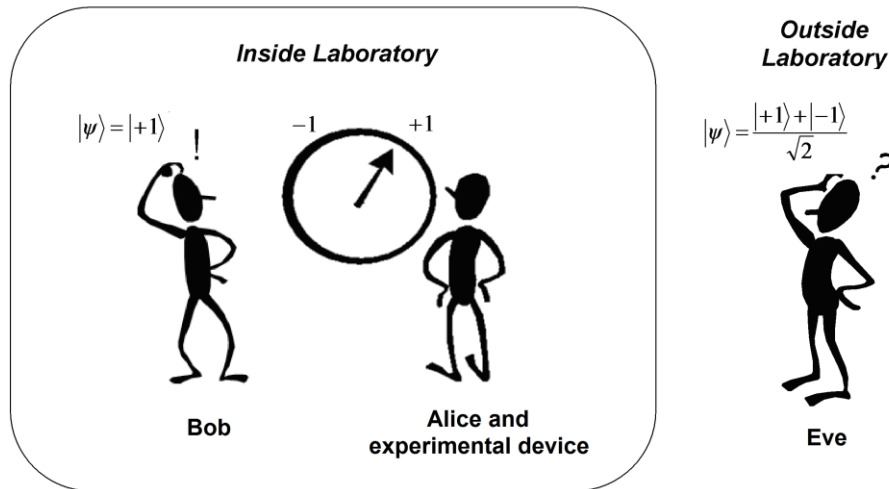 Inside Laboratory
Outside
Laboratory
|ψ⟩=|+1⟩
!
−1
+1
|ψ⟩=|+1⟩+|−1⟩/√2
?
Bob
Alice and
experimental device
Eve